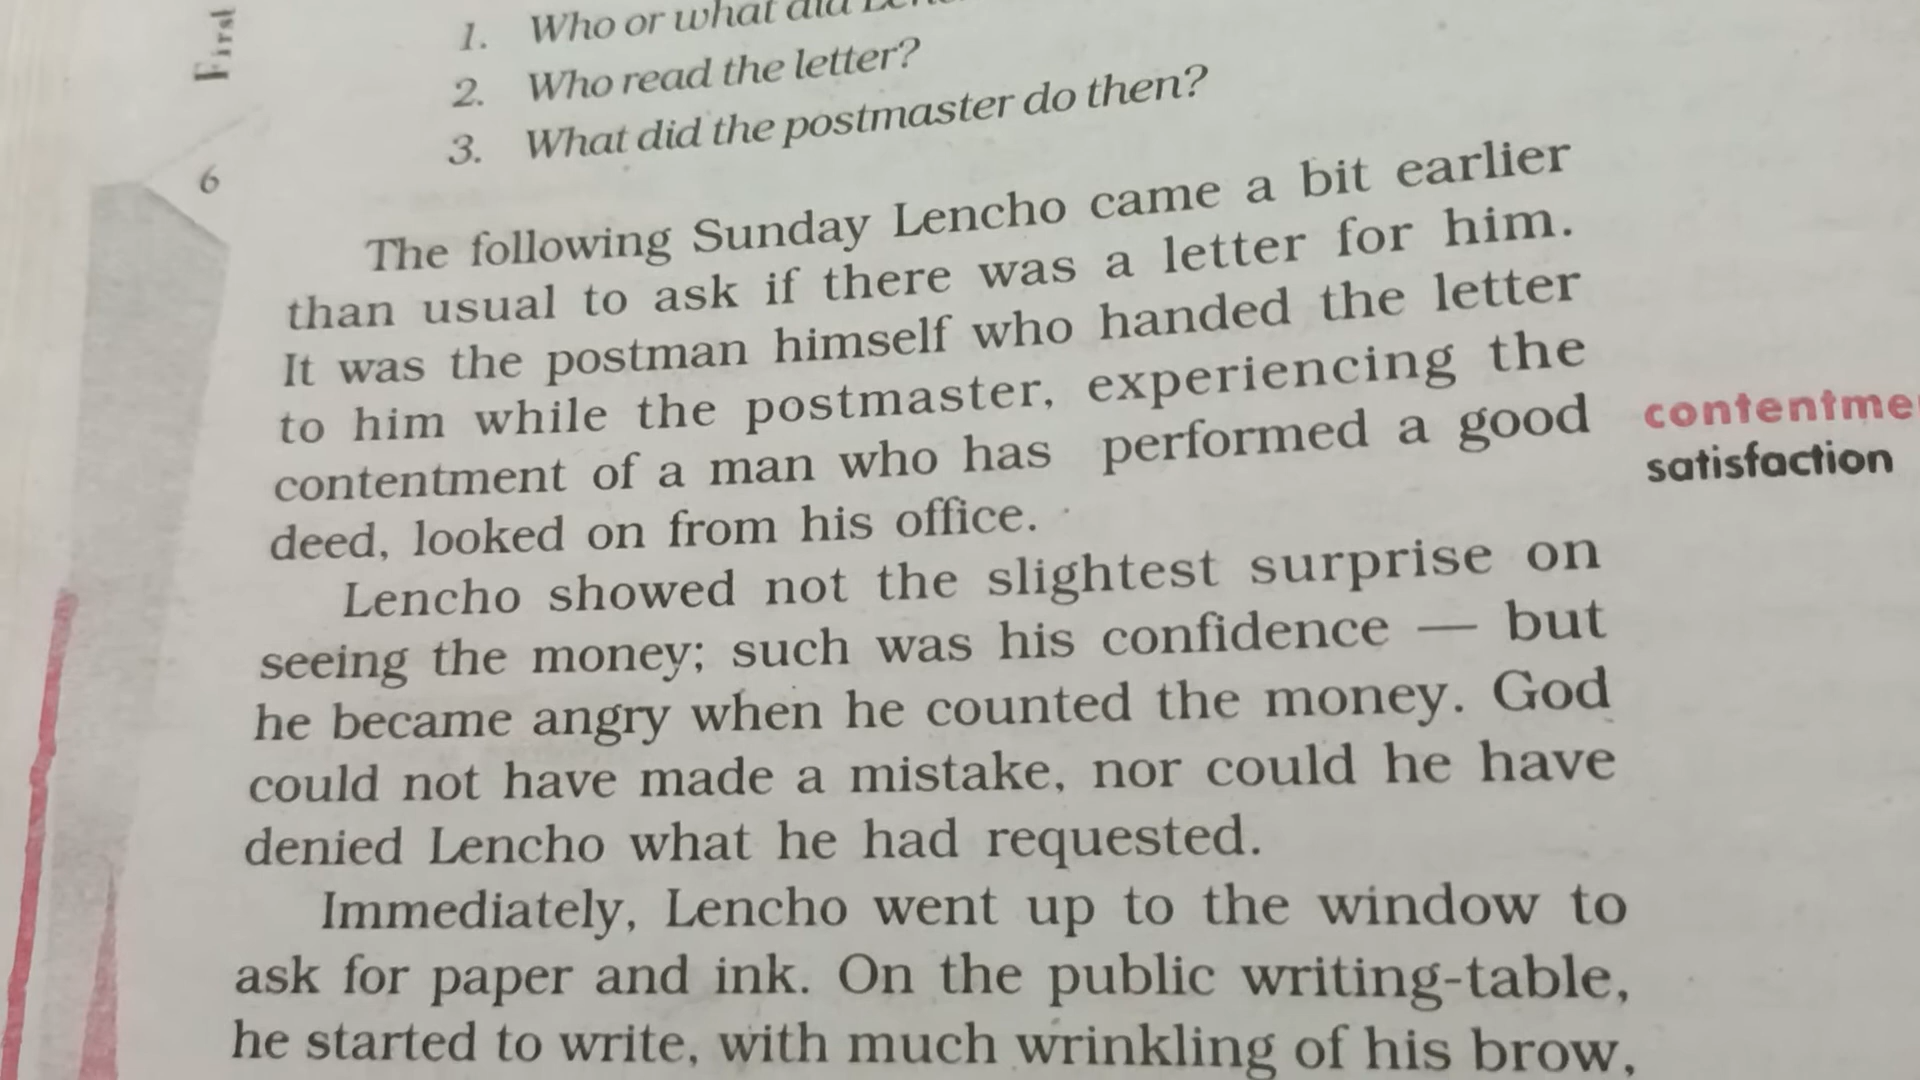 First
1. Who or what did
2. Who read the letter?
3. What did the postmaster do then?
6
The following Sunday Lencho came a bit earlier
than usual to ask if there was a letter for him.
It was the postman himself who handed the letter
to him while the postmaster, experiencing the
contentment of a man who has performed a good
deed, looked on from his office.
contentme
satisfaction
Lencho showed not the slightest surprise on
seeing the money; such was his confidence — but
he became angry when he counted the money. God
could not have made a mistake, nor could he have
denied Lencho what he had requested.
Immediately, Lencho went up to the window to
ask for paper and ink. On the public writing-table,
he started to write, with much wrinkling of his brow,